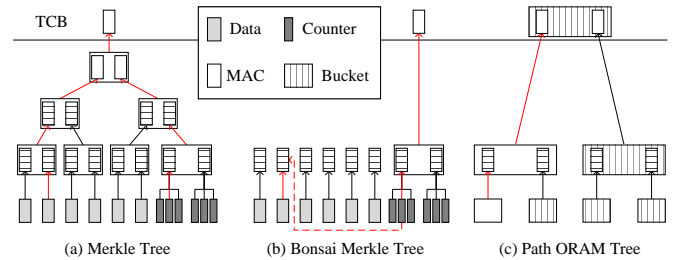 TCB
Data
Counter
MAC
Bucket
(a) Merkle Tree
(b) Bonsai Merkle Tree
(c) Path ORAM Tree